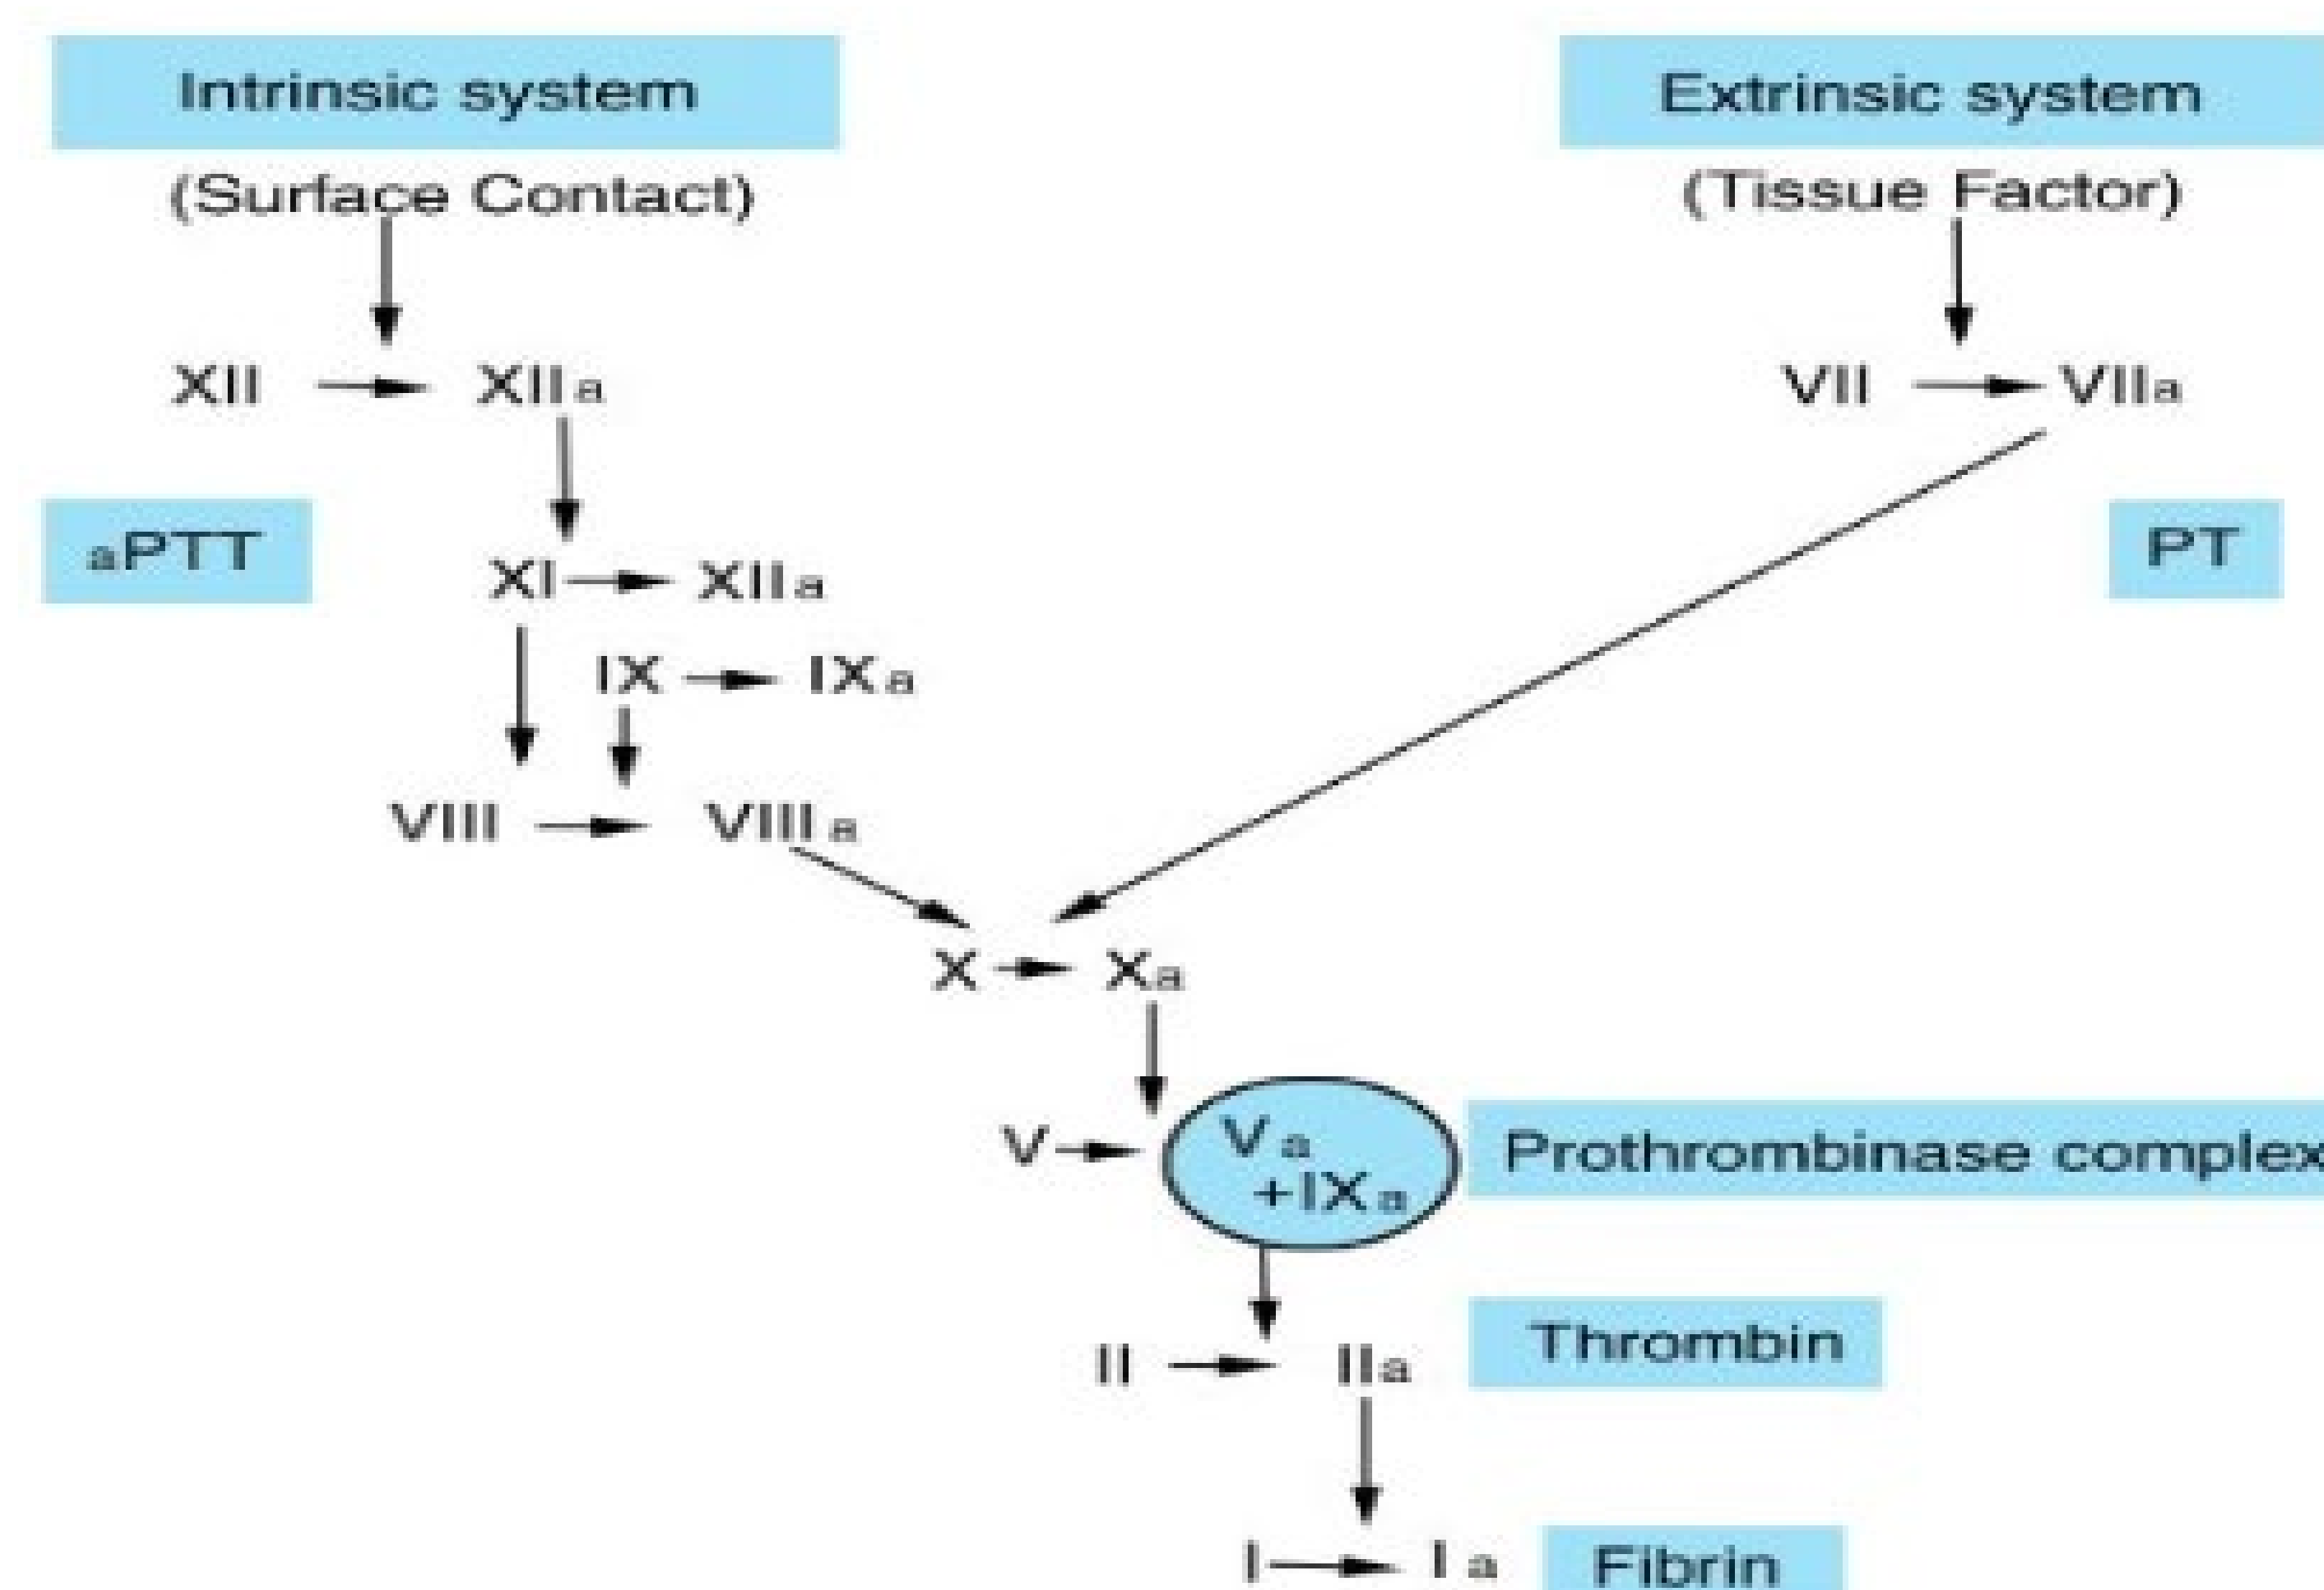 Intrinsic system
Extrinsic system
(Surface Contact)
(Tissue Factor)
XII XIIa
VII VIIa
aPTT
PT
XI XIIa
IX IXa
VIII VIIIa
X Xa
V
Va
+IXa
Prothrombinase complex
II IIa
Thrombin
I Ia
Fibrin